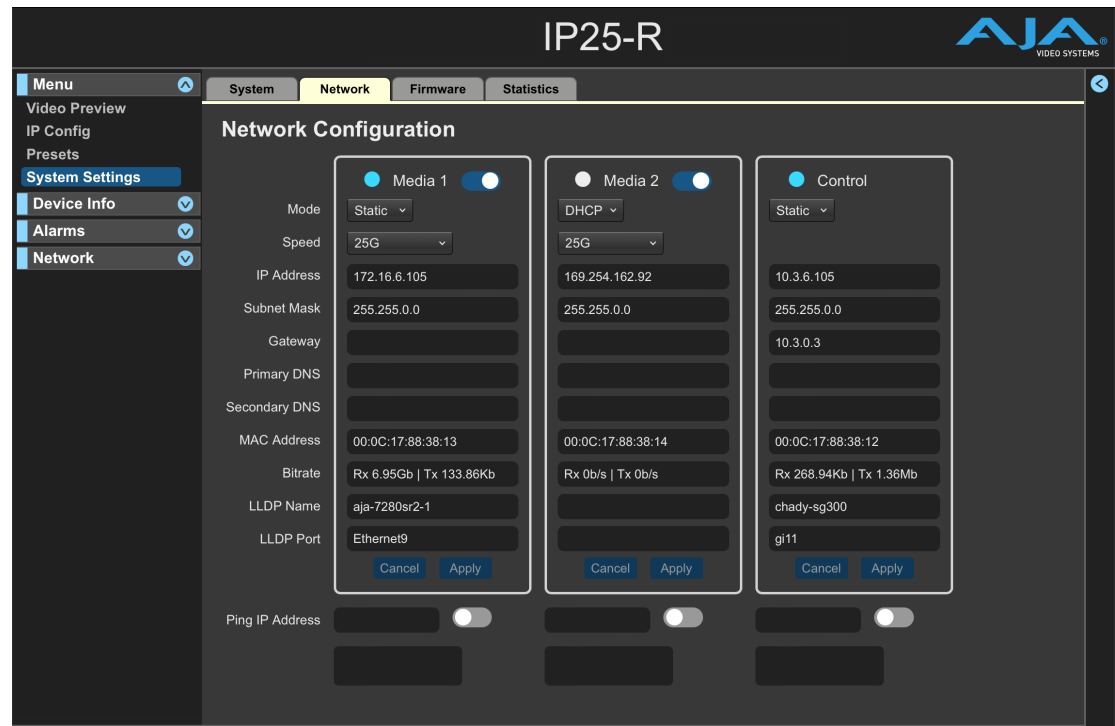 IP25-R
AJA
VIDEO SYSTEMS
®
Menu
Video Preview
IP Config
Presets
System Settings
Device Info
Alarms
Network
System Network Firmware Statistics
Network Configuration
Media 1 Media 2 Control
Mode Static DHCP Static
Speed 25G 25G
IP Address 172.16.6.105 169.254.162.92 10.3.6.105
Subnet Mask 255.255.0.0 255.255.0.0 255.255.0.0
Gateway 10.3.0.3
Primary DNS
Secondary DNS
MAC Address 00:0C:17:88:38:13 00:0C:17:88:38:14 00:0C:17:88:38:12
Bitrate Rx 6.95Gb | Tx 133.86Kb Rx 0b/s | Tx 0b/s Rx 268.94Kb | Tx 1.36Mb
LLDP Name aja-7280sr2-1 chady-sg300
LLDP Port Ethernet9 gi11
Cancel Apply Cancel Apply Cancel Apply
Ping IP Address